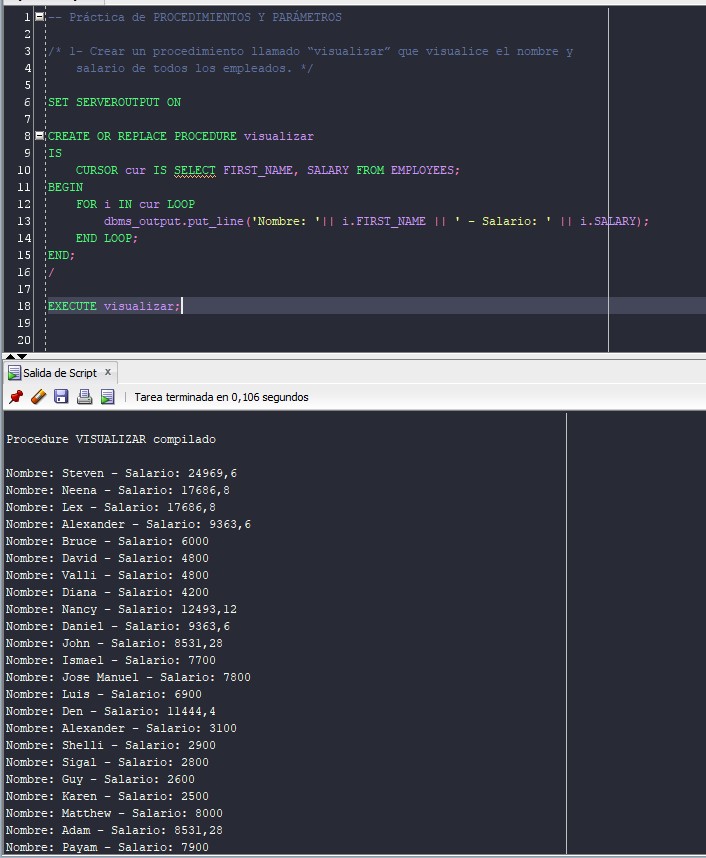 1 -- Práctica de PROCEDIMIENTOS Y PARÁMETROS
2
3 /* 1- Crear un procedimiento llamado “visualizar” que visualice el nombre y
4 salario de todos los empleados. */
5
6 SET SERVEROUTPUT ON
7
8 CREATE OR REPLACE PROCEDURE visualizar
9 IS
10 CURSOR cur IS SELECT FIRST_NAME, SALARY FROM EMPLOYEES;
11 BEGIN
12 FOR i IN cur LOOP
13 dbms_output.put_line('Nombre: '|| i.FIRST_NAME || ' - Salario: ' || i.SALARY);
14 END LOOP;
15 END;
16 /
17
18 EXECUTE visualizar;
19
20
Salida de Script x
Tarea terminada en 0,106 segundos
Procedure VISUALIZAR compilado
Nombre: Steven - Salario: 24969,6
Nombre: Neena - Salario: 17686,8
Nombre: Lex - Salario: 17686,8
Nombre: Alexander - Salario: 9363,6
Nombre: Bruce - Salario: 6000
Nombre: David - Salario: 4800
Nombre: Valli - Salario: 4800
Nombre: Diana - Salario: 4200
Nombre: Nancy - Salario: 12493,12
Nombre: Daniel - Salario: 9363,6
Nombre: John - Salario: 8531,28
Nombre: Ismael - Salario: 7700
Nombre: Jose Manuel - Salario: 7800
Nombre: Luis - Salario: 6900
Nombre: Den - Salario: 11444,4
Nombre: Alexander - Salario: 3100
Nombre: Shelli - Salario: 2900
Nombre: Sigal - Salario: 2800
Nombre: Guy - Salario: 2600
Nombre: Karen - Salario: 2500
Nombre: Matthew - Salario: 8000
Nombre: Adam - Salario: 8531,28
Nombre: Payam - Salario: 7900